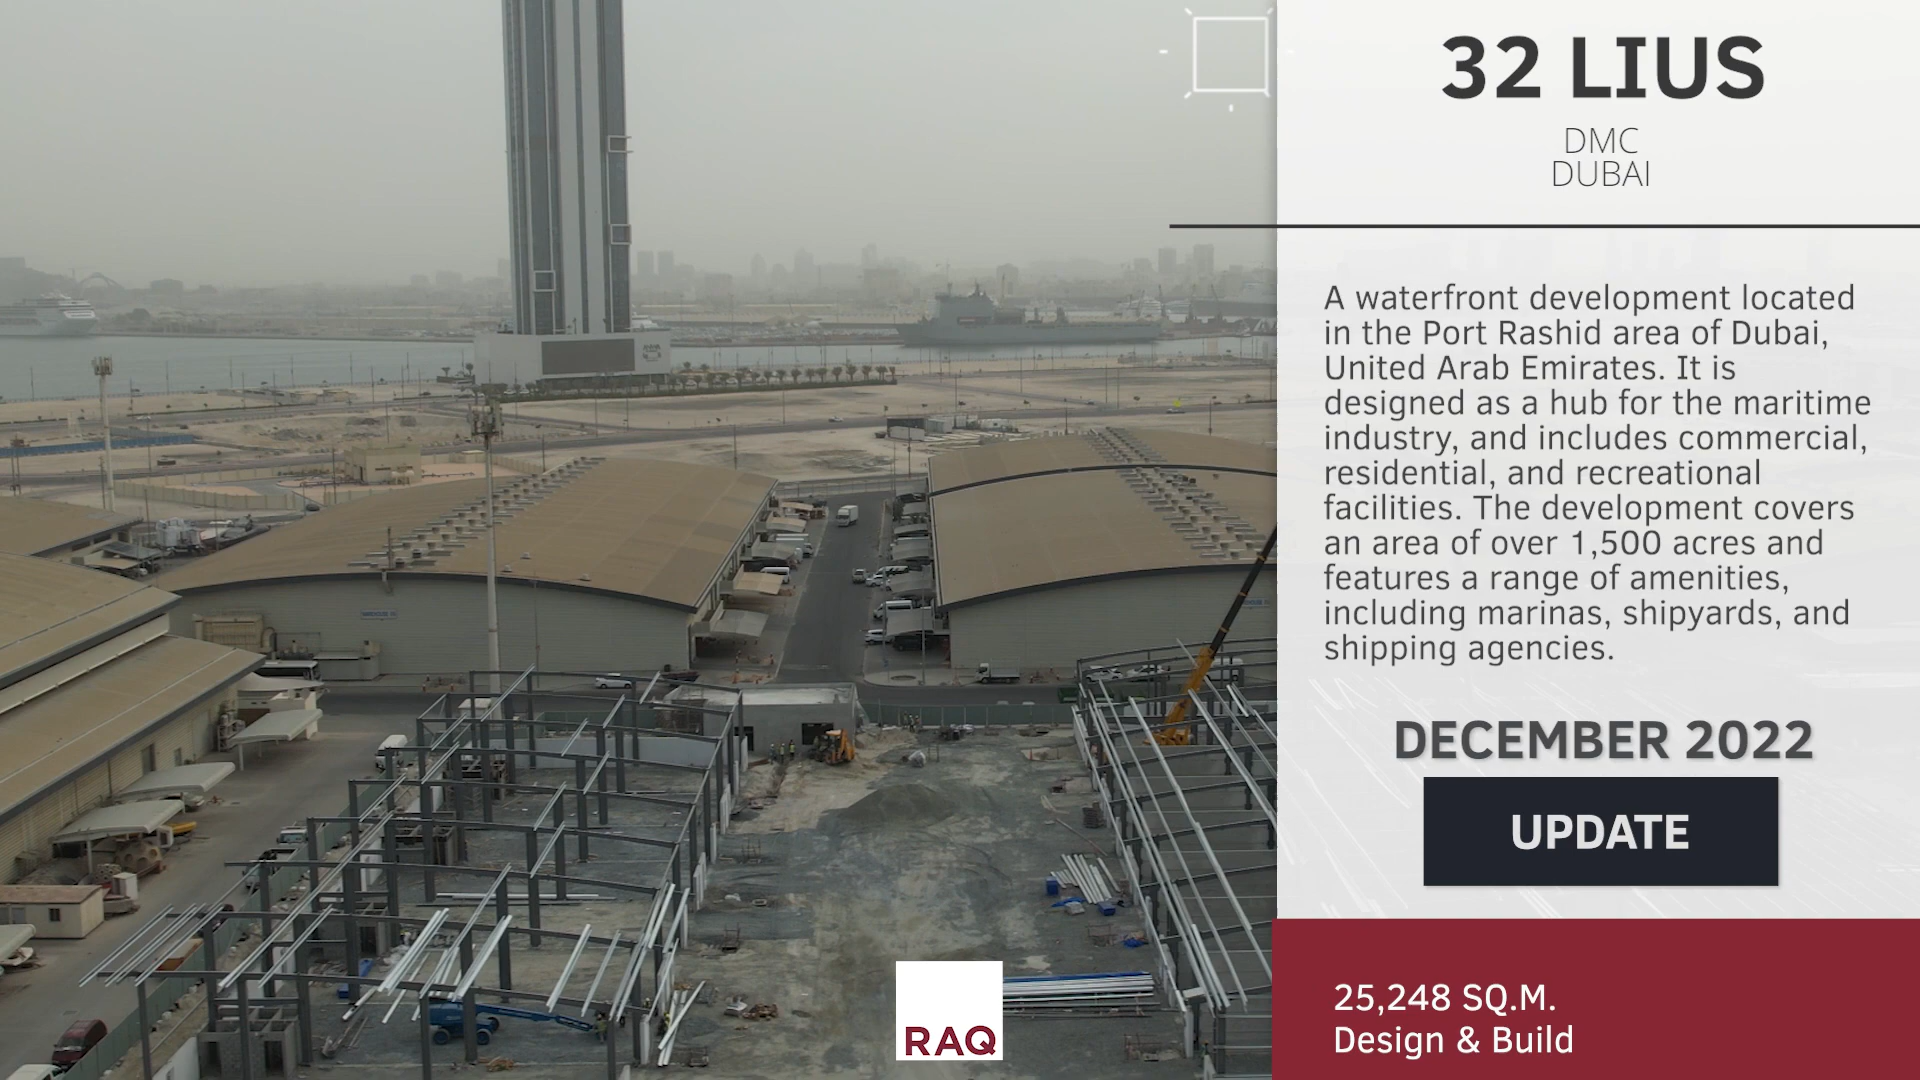 32 LIUS
DMC
DUBAI
A waterfront development located
in the Port Rashid area of Dubai,
United Arab Emirates. It is
designed as a hub for the maritime
industry, and includes commercial,
residential, and recreational
facilities. The development covers
an area of over 1,500 acres and
features a range of amenities,
including marinas, shipyards, and
shipping agencies.
DECEMBER 2022
UPDATE
25,248 SQ.M.
Design & Build
RAQ